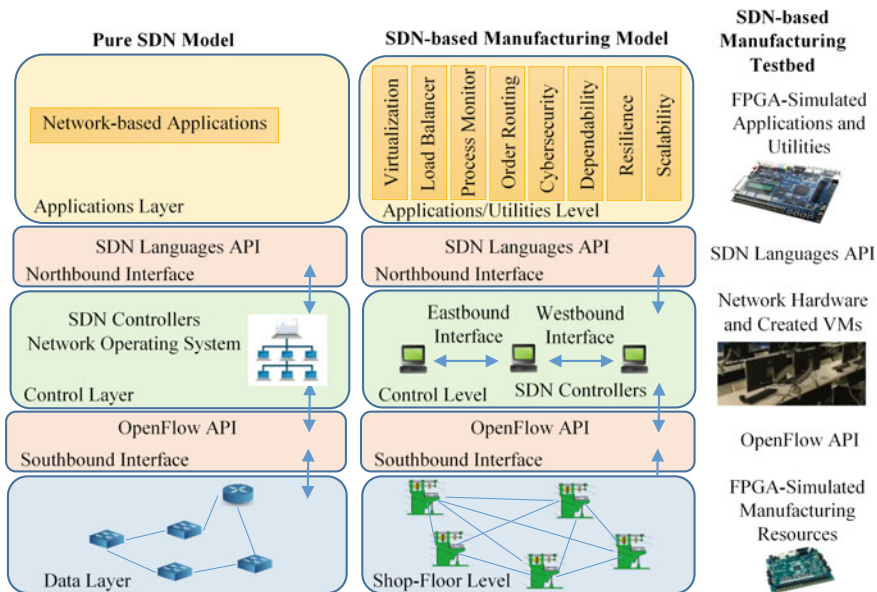 Pure SDN Model
Network-based Applications
Applications Layer
SDN Languages API
Northbound Interface
SDN Controllers
Network Operating System
Control Layer
OpenFlow API
Southbound Interface
Data Layer
SDN-based Manufacturing Model
Virtualization
Load Balancer
Process Monitor
Order Routing
Cybersecurity
Dependability
Resilience
Scalability
Applications/Utilities Level
SDN Languages API
Northbound Interface
Eastbound
Interface
Westbound
Interface
SDN Controllers
Control Level
OpenFlow API
Southbound Interface
Shop-Floor Level
SDN-based
Manufacturing
Testbed
FPGA-Simulated
Applications and
Utilities
SDN Languages API
Network Hardware
and Created VMs
OpenFlow API
FPGA-Simulated
Manufacturing
Resources